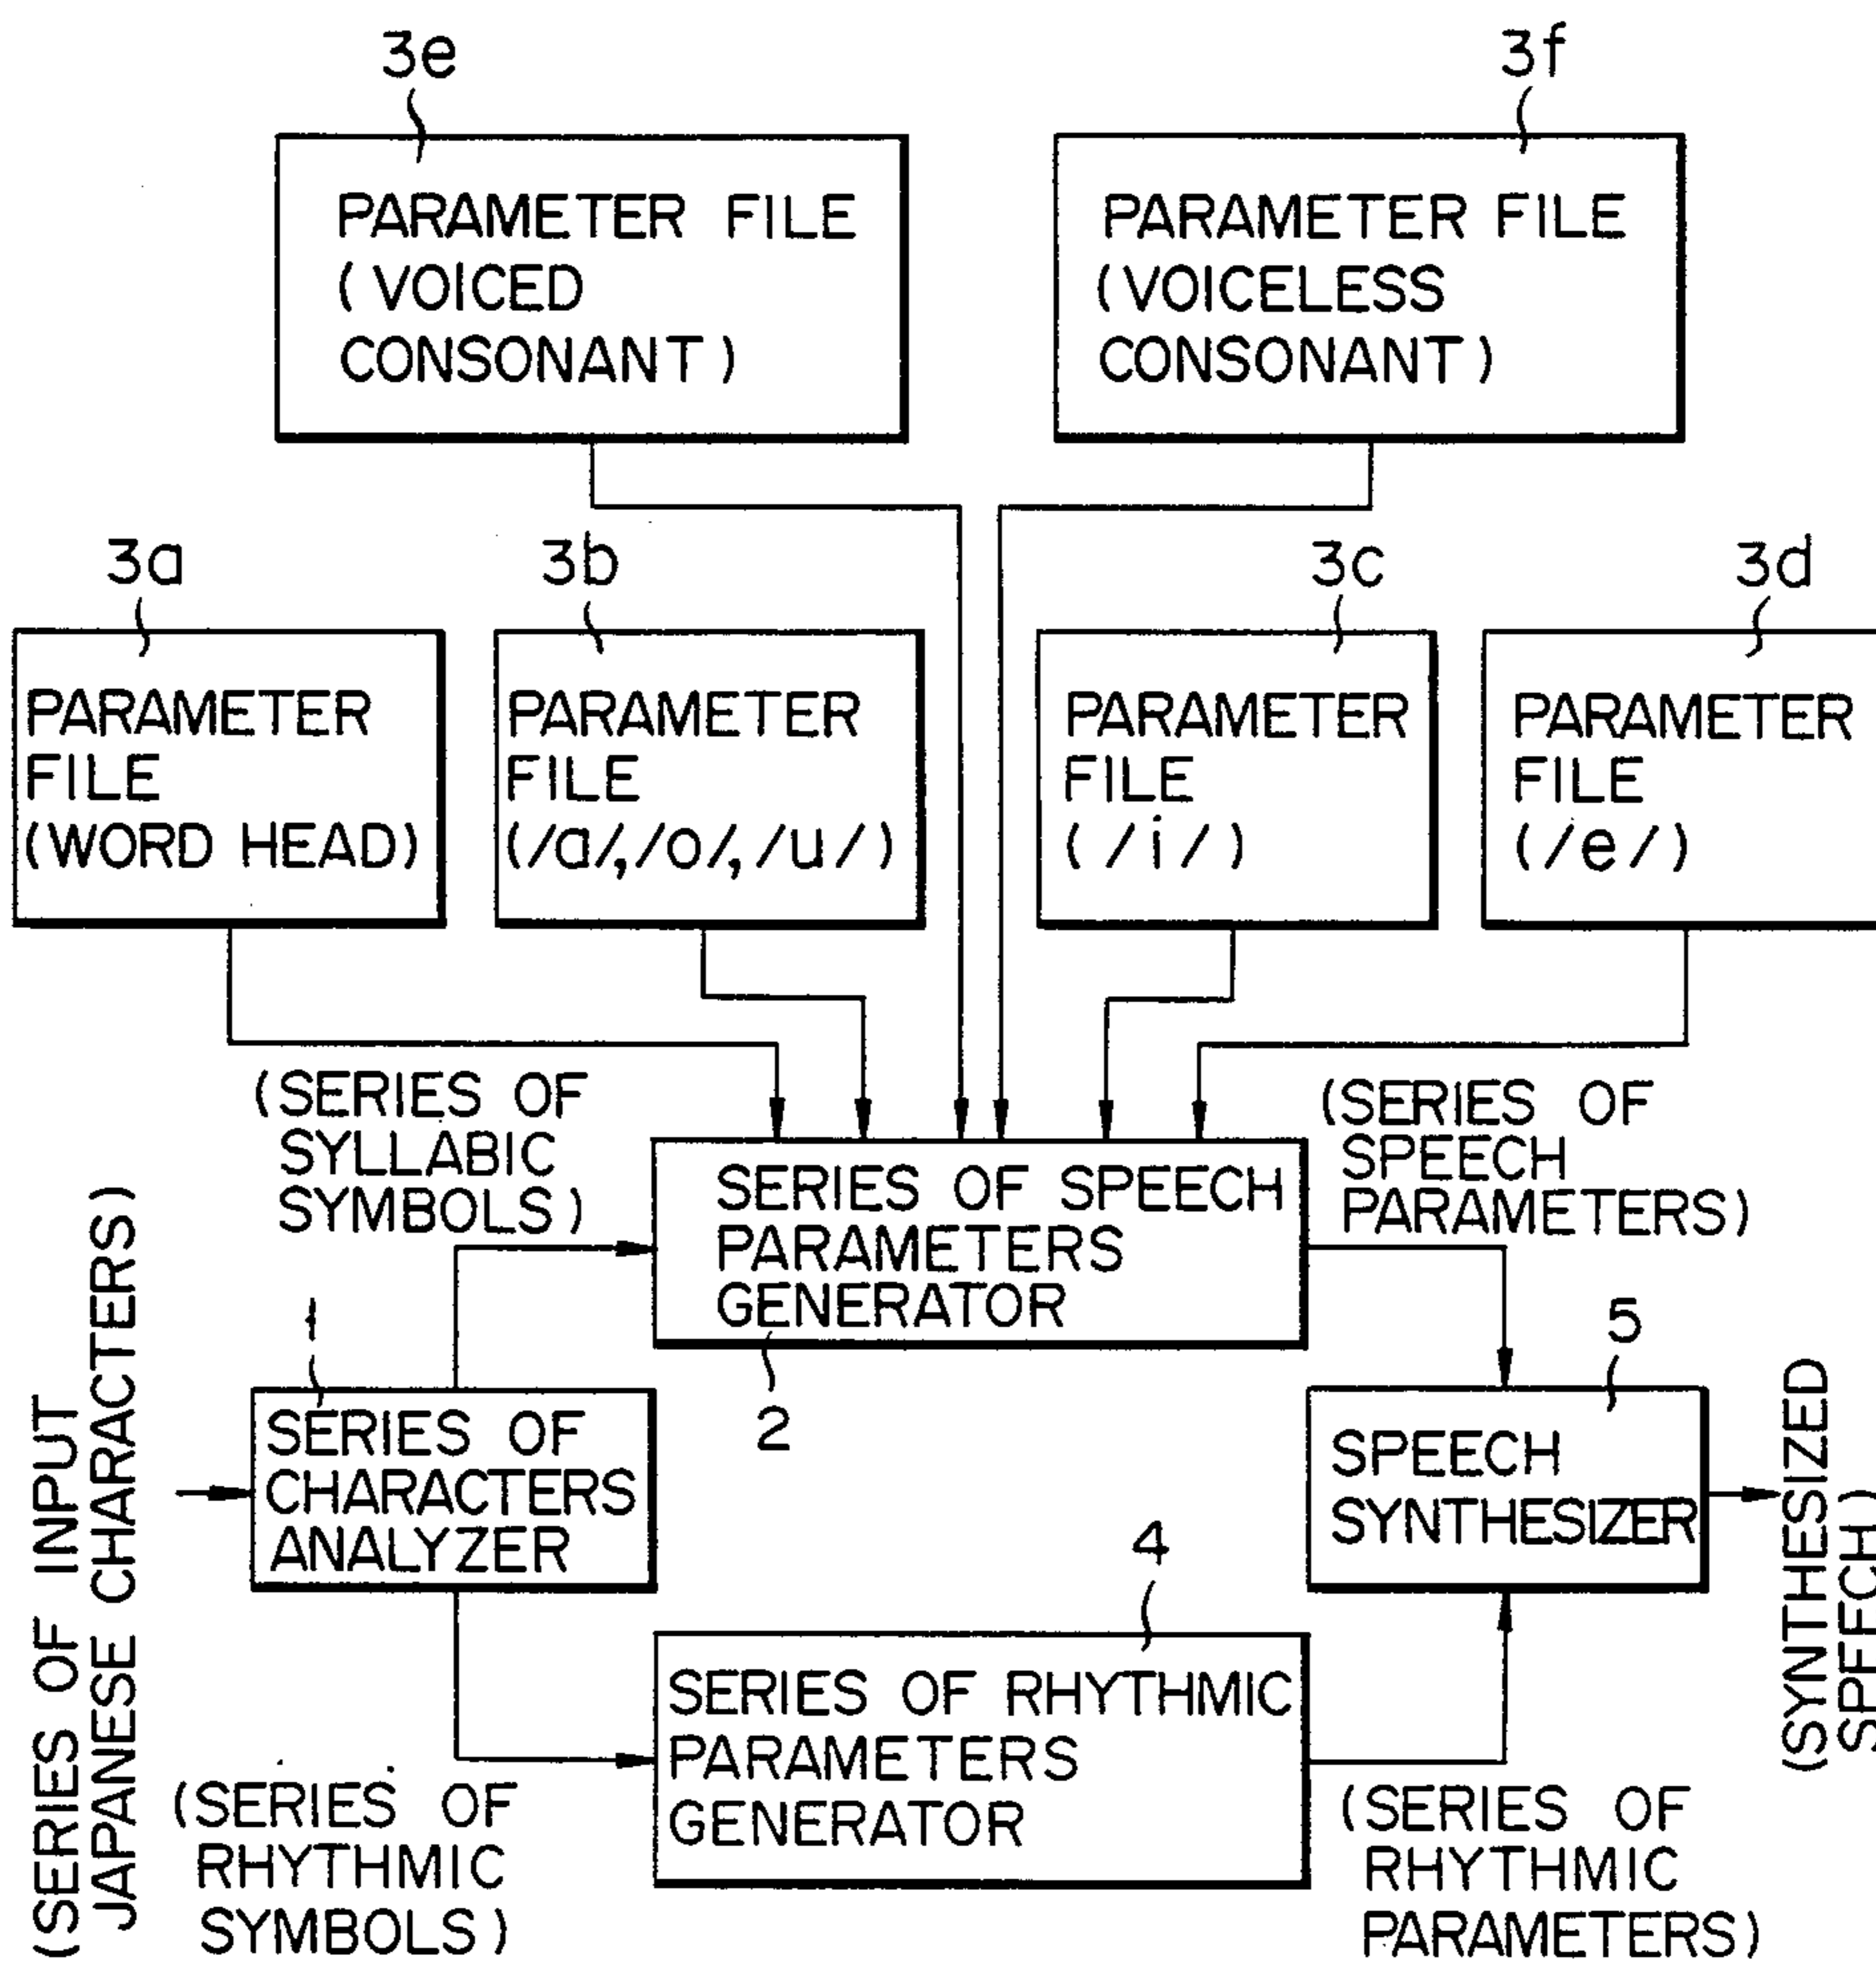 3e
3f
PARAMETER FILE
(VOICED
CONSONANT)
PARAMETER FILE
(VOICELESS
CONSONANT)
3a
3b
3c
3d
PARAMETER
FILE
(WORD HEAD)
PARAMETER
FILE
(/a/,/o/,/u/)
PARAMETER
FILE
(/i/)
PARAMETER
FILE
(/e/)
(SERIES OF
SYLLABIC
SYMBOLS)
SERIES OF SPEECH
PARAMETERS
GENERATOR
2
(SERIES OF
SPEECH
PARAMETERS)
(SERIES OF INPUT
JAPANESE CHARACTERS)
1
SERIES OF
CHARACTERS
ANALYZER
5
SPEECH
SYNTHESIZER
(SYNTHESIZED
SPEECH)
4
SERIES OF RHYTHMIC
PARAMETERS
GENERATOR
(SERIES OF
RHYTHMIC
SYMBOLS)
(SERIES OF
RHYTHMIC
PARAMETERS)